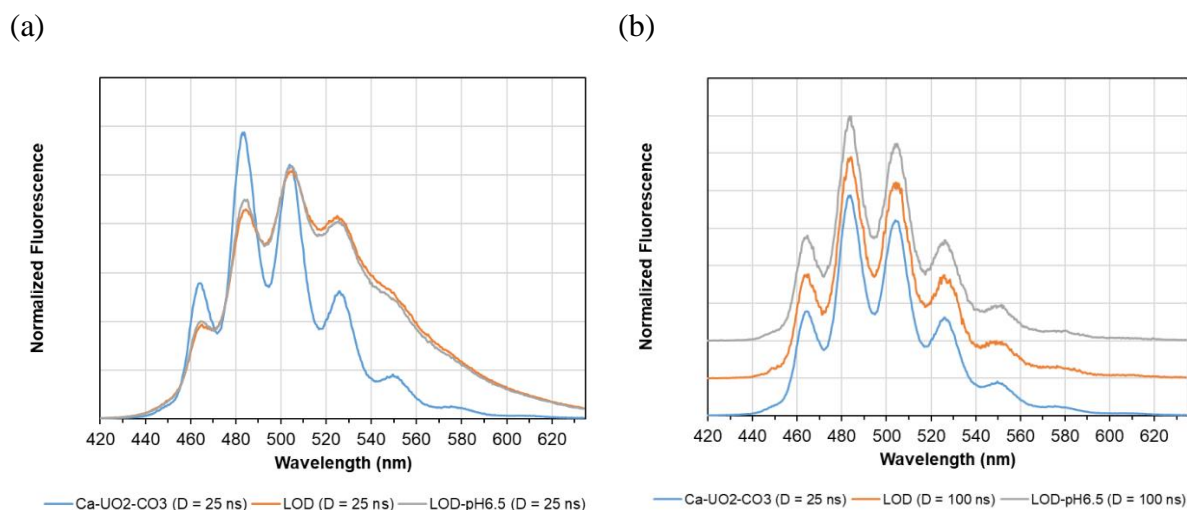 (a)
(b)
Normalized Fluorescence
420 440 460 480 500 520 540 560 580 600 620
Wavelength (nm)
Ca-UO2-CO3 (D = 25 ns) LOD (D = 25 ns) LOD-pH6.5 (D = 25 ns)
Normalized Fluorescence
420 440 460 480 500 520 540 560 580 600 620
Wavelength (nm)
Ca-UO2-CO3 (D = 25 ns) LOD (D = 100 ns) LOD-pH6.5 (D = 100 ns)